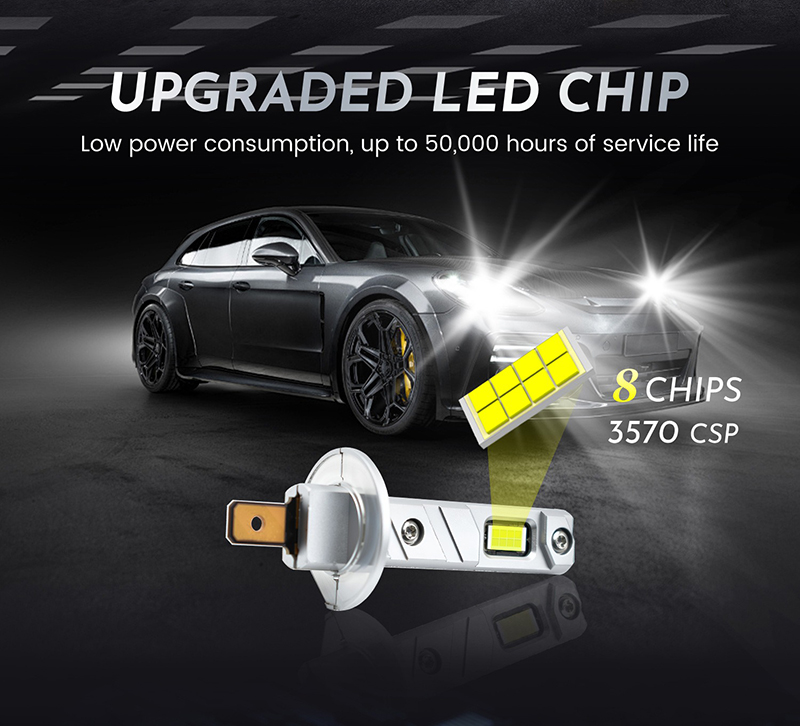 UPGRADED LED CHIP
Low power consumption, up to 50,000 hours of service life
8 CHIPS
3570 CSP